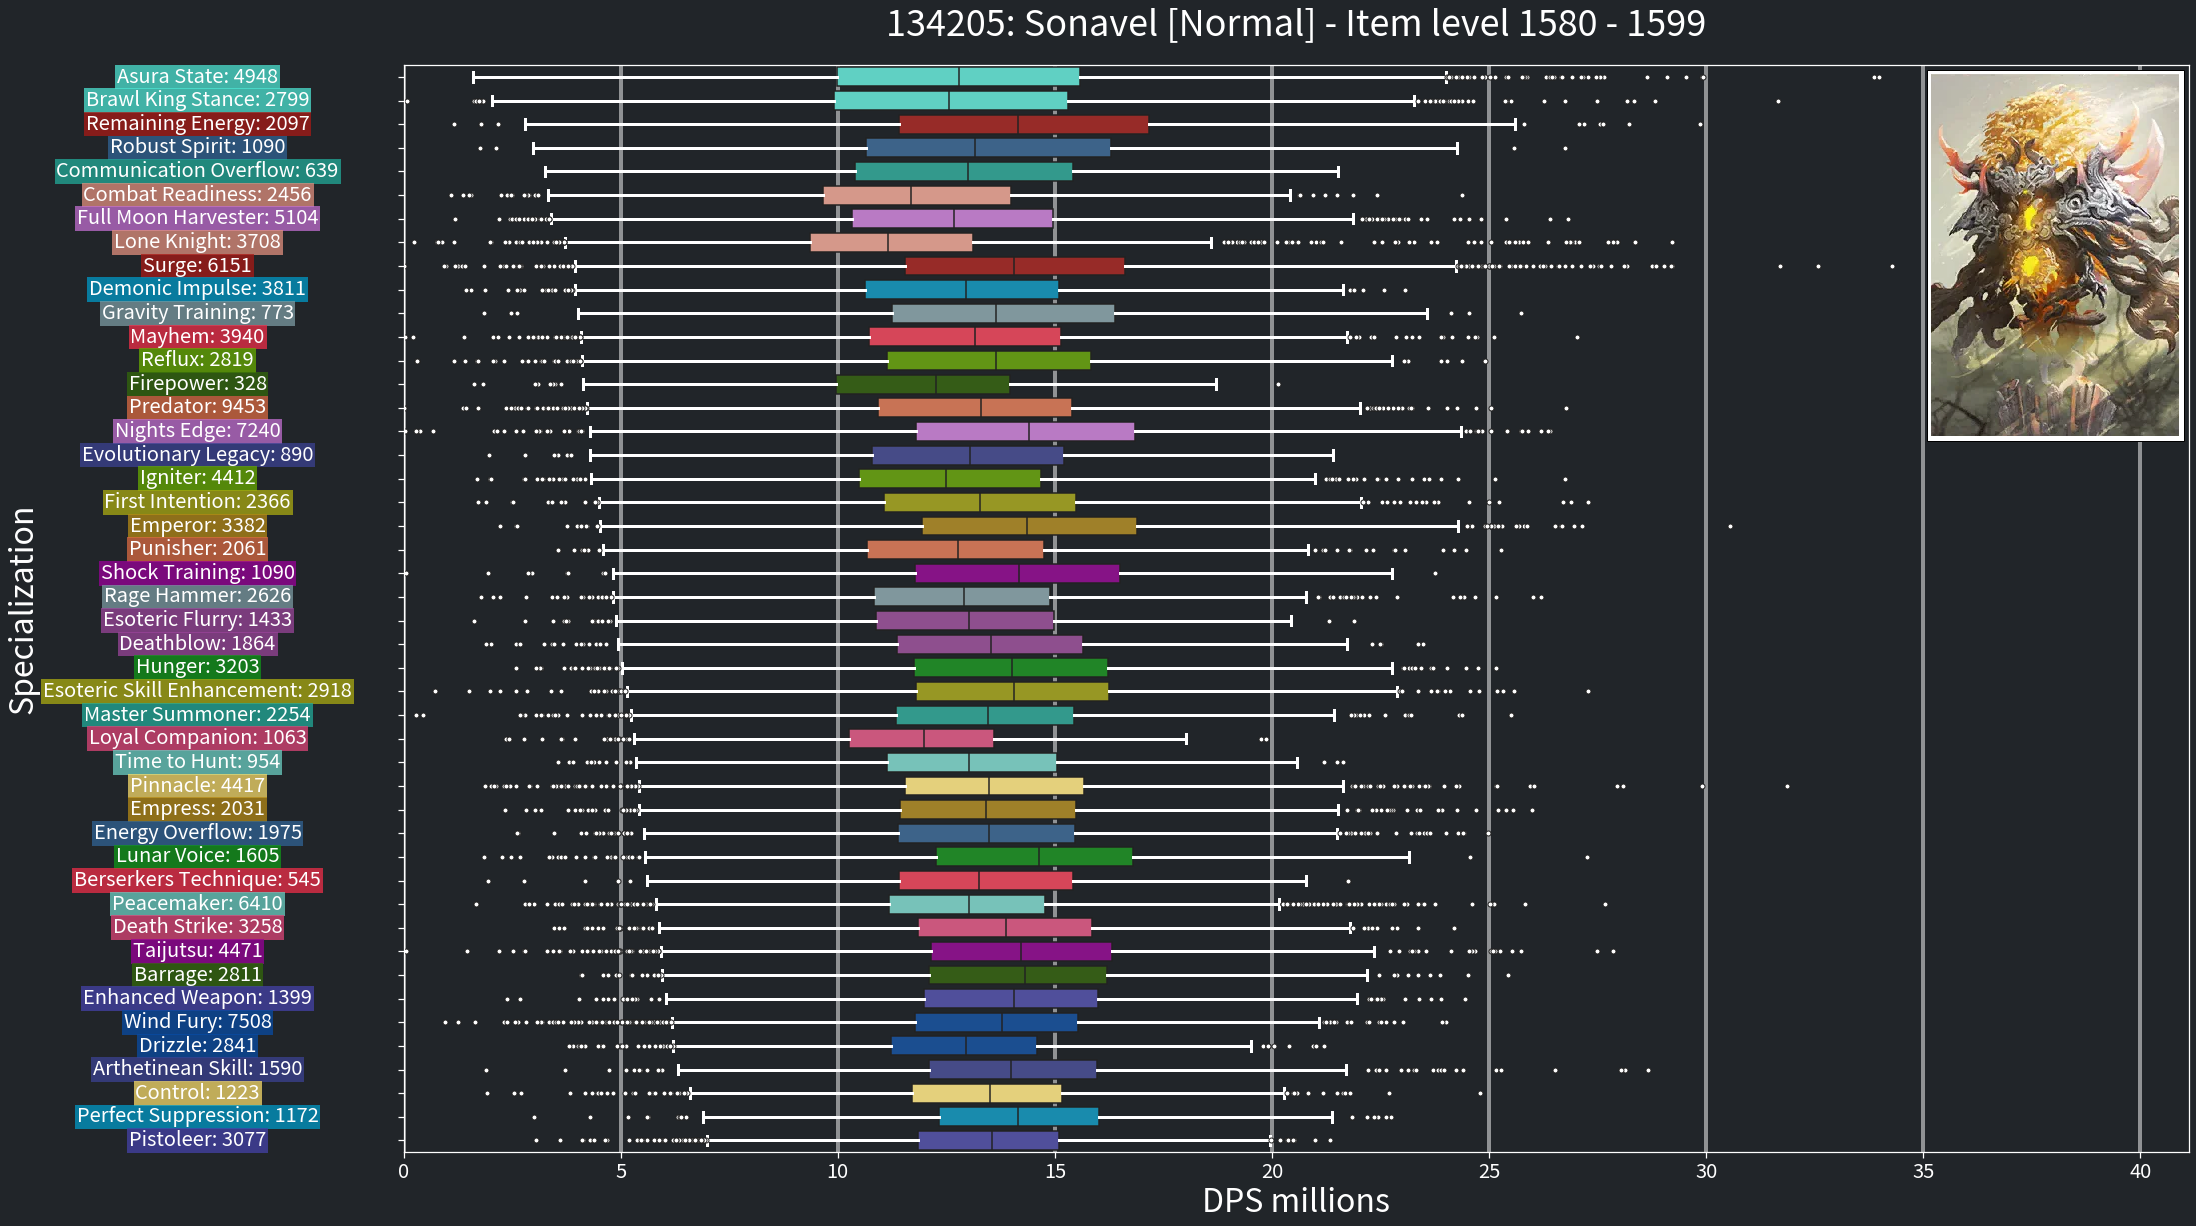 134205: Sonavel [Normal] - Item level 1580 - 1599
Specialization
Asura State: 4948
Brawl King Stance: 2799
Remaining Energy: 2097
Robust Spirit: 1090
Communication Overflow: 639
Combat Readiness: 2456
Full Moon Harvester: 5104
Lone Knight: 3708
Surge: 6151
Demonic Impulse: 3811
Gravity Training: 773
Mayhem: 3940
Reflux: 2819
Firepower: 328
Predator: 9453
Nights Edge: 7240
Evolutionary Legacy: 890
Igniter: 4412
First Intention: 2366
Emperor: 3382
Punisher: 2061
Shock Training: 1090
Rage Hammer: 2626
Esoteric Flurry: 1433
Deathblow: 1864
Hunger: 3203
Esoteric Skill Enhancement: 2918
Master Summoner: 2254
Loyal Companion: 1063
Time to Hunt: 954
Pinnacle: 4417
Empress: 2031
Energy Overflow: 1975
Lunar Voice: 1605
Berserkers Technique: 545
Peacemaker: 6410
Death Strike: 3258
Taijutsu: 4471
Barrage: 2811
Enhanced Weapon: 1399
Wind Fury: 7508
Drizzle: 2841
Arthetinean Skill: 1590
Control: 1223
Perfect Suppression: 1172
Pistoleer: 3077
0 5 10 15 20 25 30 35 40
DPS millions